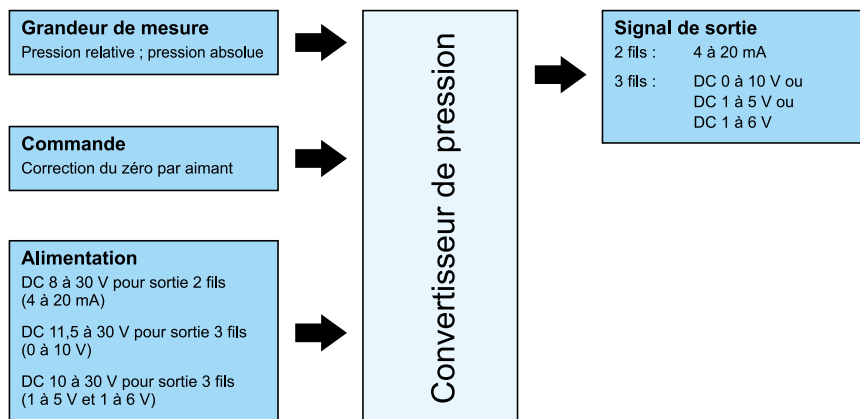 Grandeur de mesure
Pression relative ; pression absolue
Commande
Correction du zéro par aimant
Alimentation
DC 8 à 30 V pour sortie 2 fils
(4 à 20 mA)
DC 11,5 à 30 V pour sortie 3 fils
(0 à 10 V)
DC 10 à 30 V pour sortie 3 fils
(1 à 5 V et 1 à 6 V)
Convertisseur de pression
Signal de sortie
2 fils : 4 à 20 mA
3 fils : DC 0 à 10 V ou
DC 1 à 5 V ou
DC 1 à 6 V